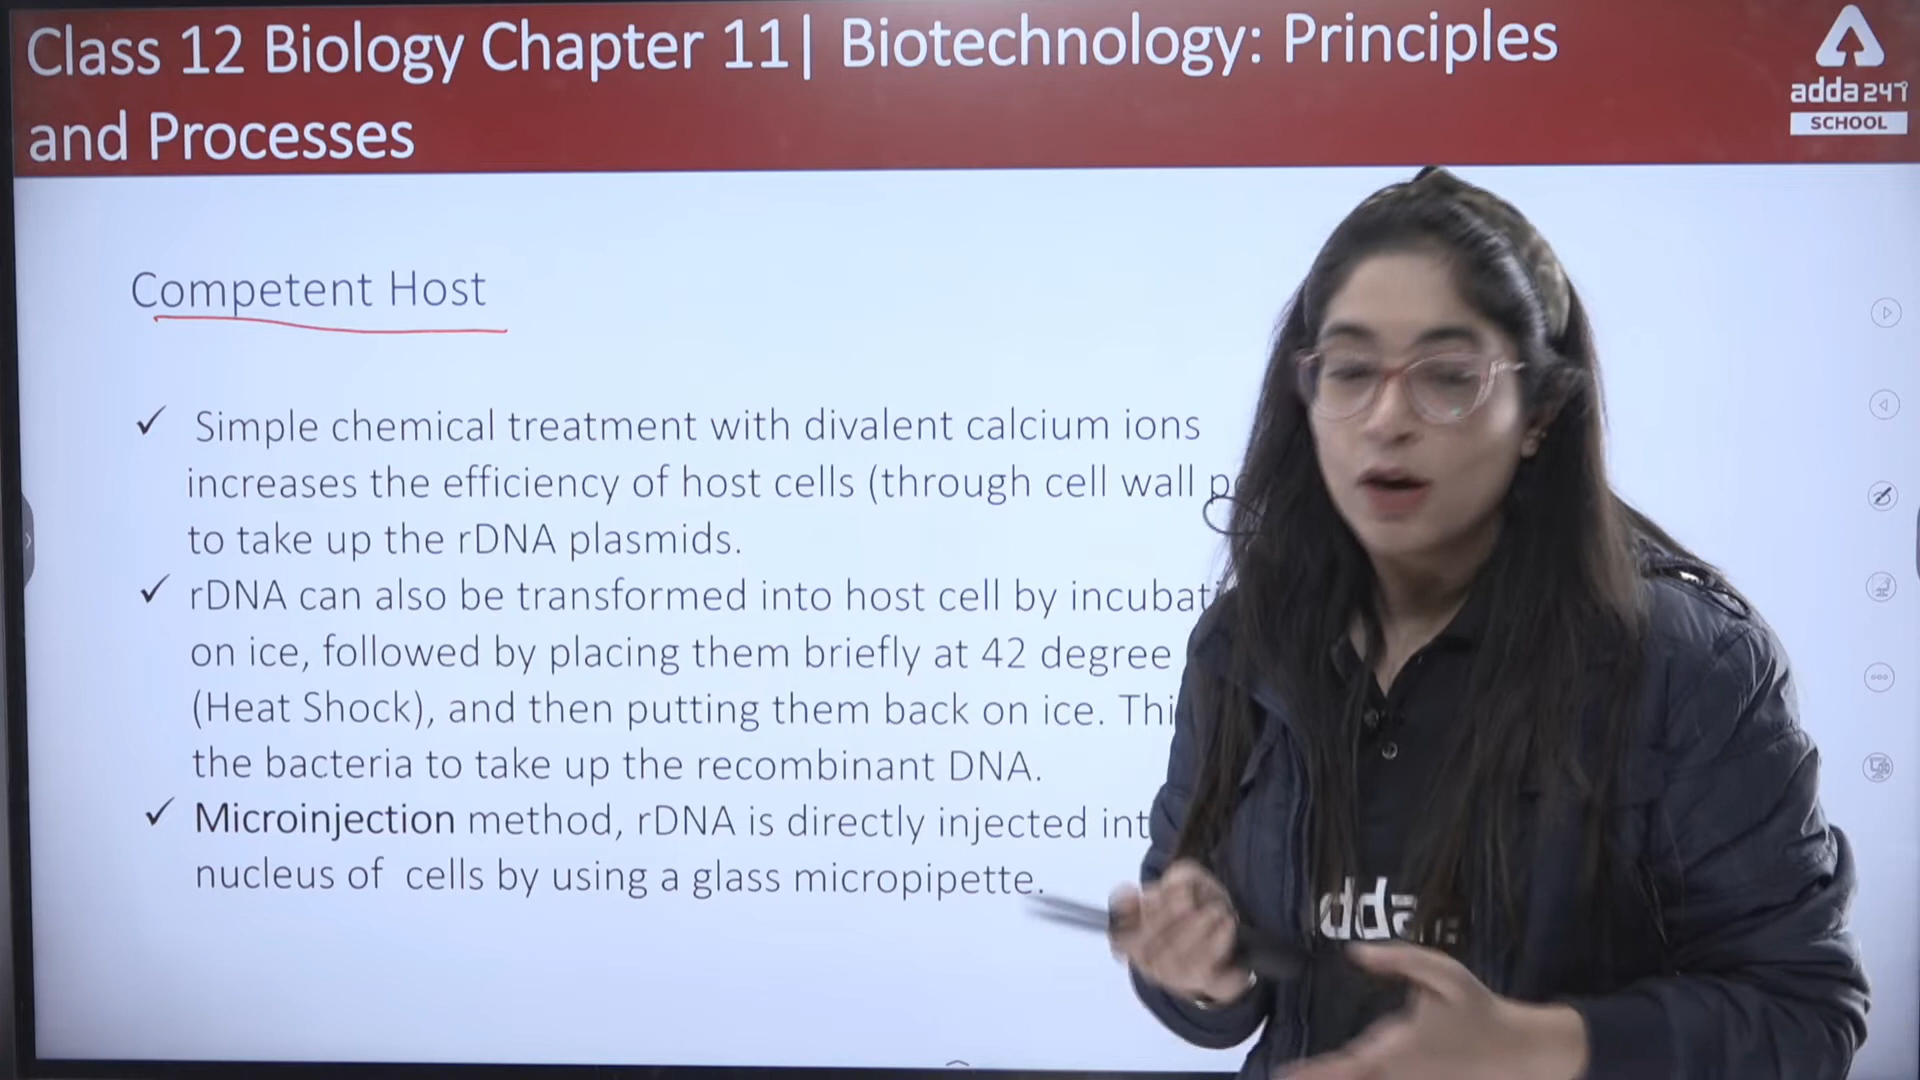 Class 12 Biology Chapter 11| Biotechnology: Principles
and Processes
adda247
SCHOOL
Competent Host
✓ Simple chemical treatment with divalent calcium ions
increases the efficiency of host cells (through cell wall
to take up the rDNA plasmids.
✓ rDNA can also be transformed into host cell by
on ice, followed by placing them briefly at 42 degree
(Heat Shock), and then putting them back on ice.
the bacteria to take up the recombinant DNA.
✓ Microinjection method, rDNA is directly injected
nucleus of cells by using a glass micropipette.